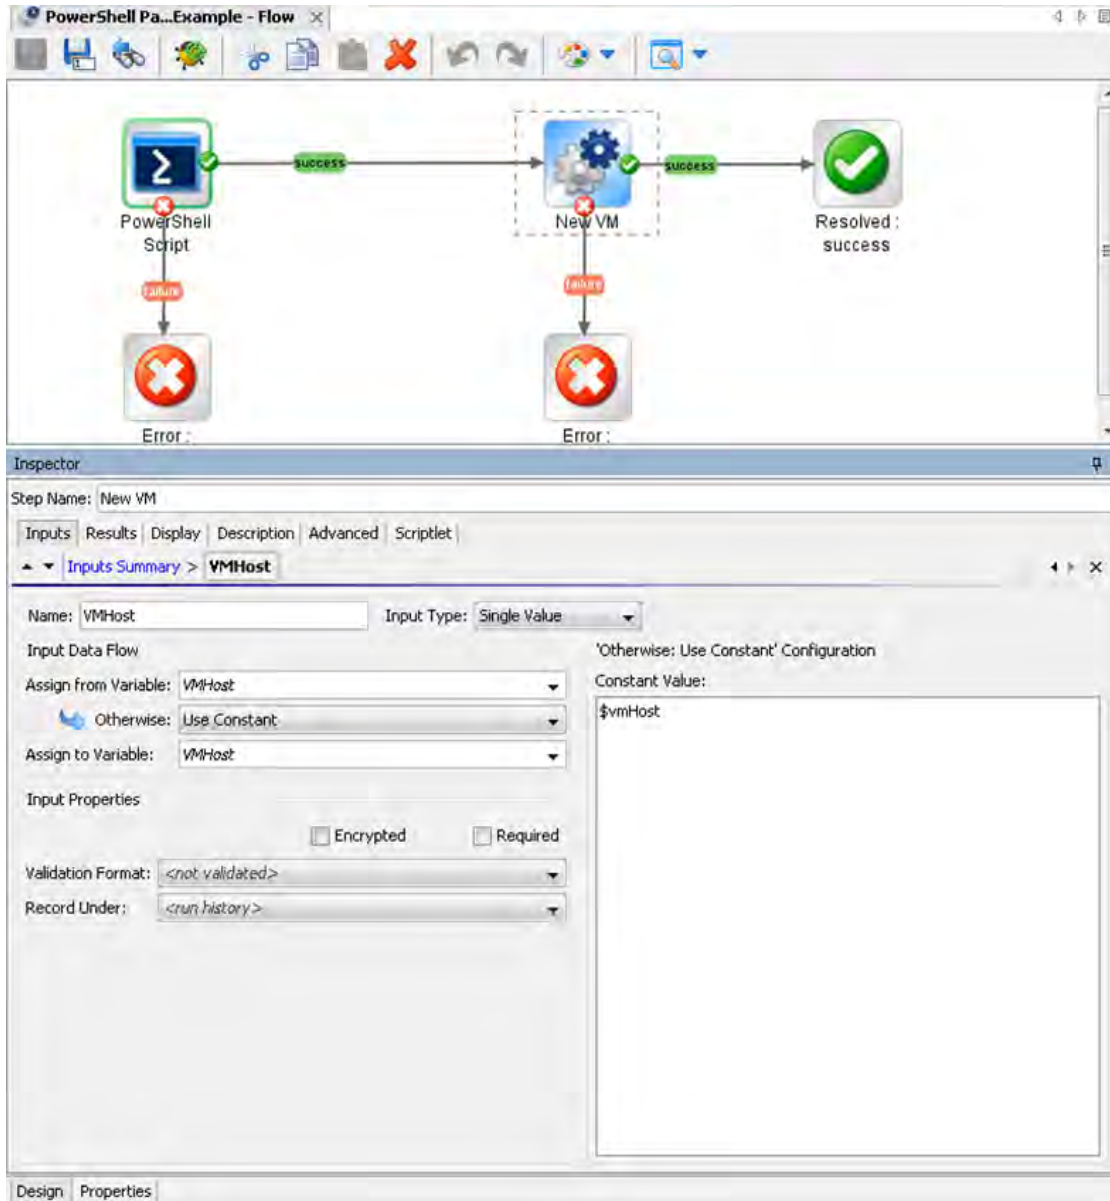 PowerShell Pa...Example - Flow
success
success
PowerShell
Script
New VM
Resolved :
success
failure
failure
Error :
Error :
Inspector
Step Name: New VM
Inputs Results Display Description Advanced Scriptlet
Inputs Summary > VMHost
Name: VMHost Input Type: Single Value
Input Data Flow 'Otherwise: Use Constant' Configuration
Assign from Variable: VMHost Constant Value:
Otherwise: Use Constant $vmHost
Assign to Variable: VMHost
Input Properties
Encrypted Required
Validation Format: <not validated>
Record Under: <run history>
Design Properties